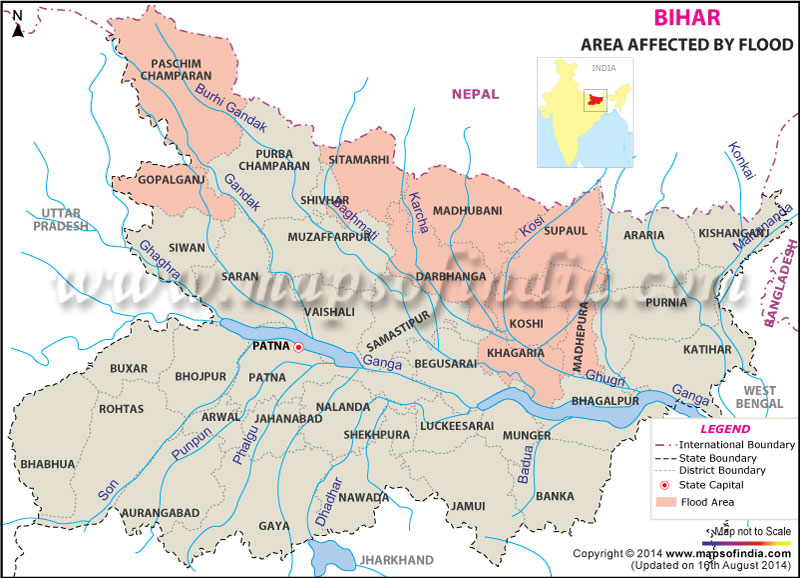 N
BIHAR
AREA AFFECTED BY FLOOD
INDIA
NEPAL
PASCHIM
CHAMPARAN
Burhi Gandak
PURBA
CHAMPARAN
SITAMARHI
GOPALGANJ
Gandak
SHIVHAR
Baghmati
Karcha
MADHUBANI
Kosi
SUPAUL
ARARIA
KISHANGANJ
Konkai
Mahananda
UTTAR
PRADESH
Ghaghra
SIWAN
MUZAFFARPUR
SARAN
DARBHANGA
www.mapsofindia.com
BANGLADESH
VAISHALI
SAMASTIPUR
KOSHI
MADHEPURA
PURNIA
KATIHAR
PATNA
Ganga
BEGUSARAI
KHAGARIA
Ghugri
Ganga
WEST
BENGAL
BUXAR
BHOJPUR
PATNA
BHAGALPUR
ROHTAS
ARWAL
JAHANABAD
NALANDA
LUCKEESARAI
MUNGER
SHEKHPURA
BHABHUA
Son
Punpun
Phalgu
Dhadhar
Badua
AURANGABAD
GAYA
NAWADA
JAMUI
BANKA
JHARKHAND
LEGEND
International Boundary
State Boundary
District Boundary
State Capital
Flood Area
Map not to Scale
Copyright © 2014 www.mapsofindia.com
(Updated on 16th August 2014)